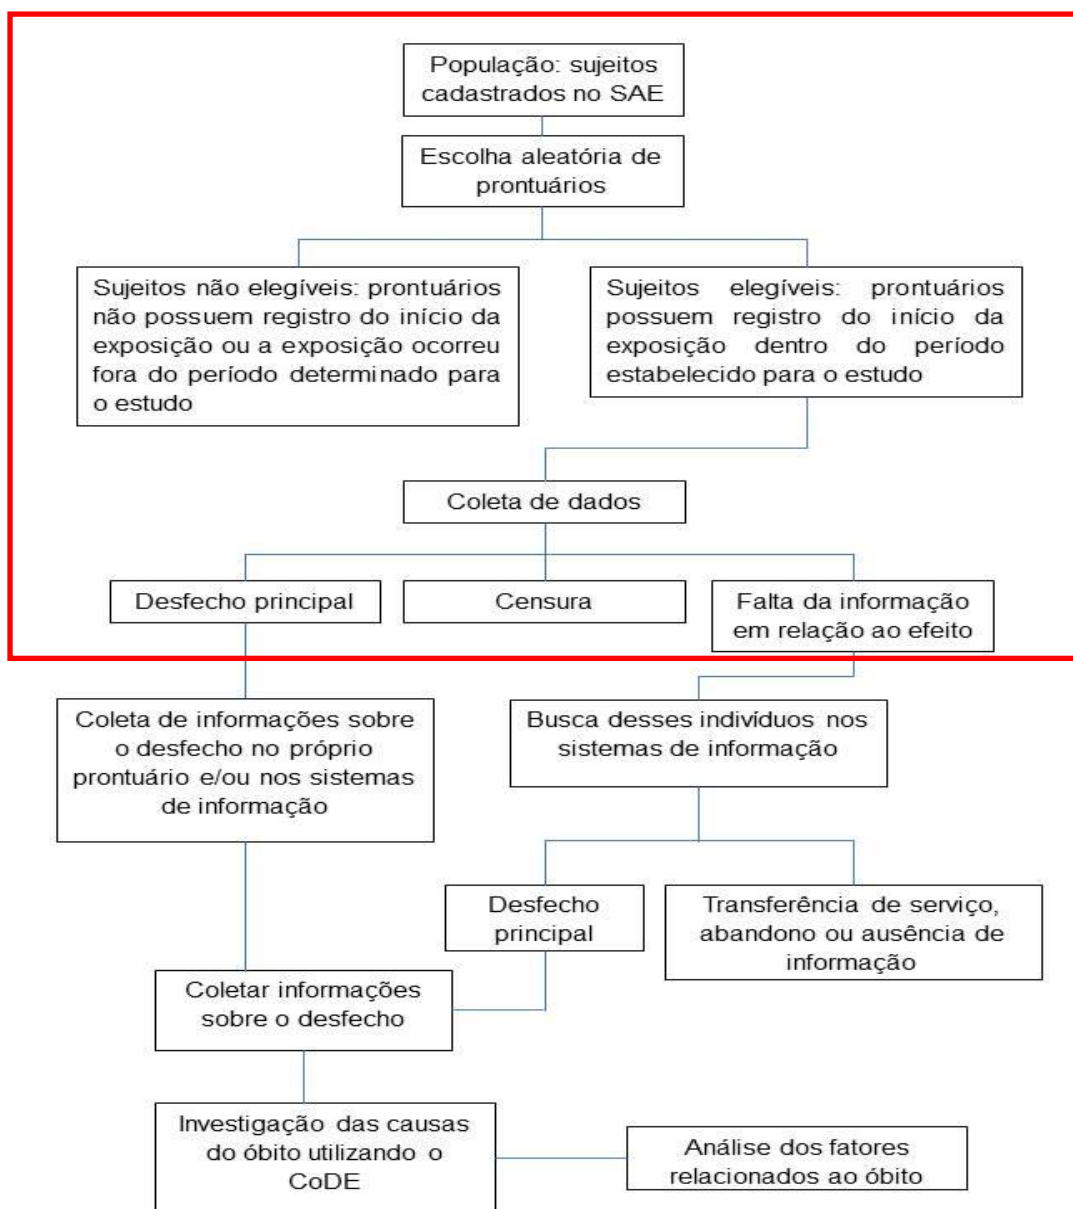 População: sujeitos
cadastrados no SAE
Escolha aleatória de
prontuários
Sujeitos não elegíveis: prontuários
não possuem registro do início da
exposição ou a exposição ocorreu
fora do período determinado para
o estudo
Sujeitos elegíveis: prontuários
possuem registro do início da
exposição dentro do período
estabelecido para o estudo
Coleta de dados
Desfecho principal
Censura
Falta da informação
em relação ao efeito
Coleta de informações sobre
o desfecho no próprio
prontuário e/ou nos sistemas
de informação
Busca desses indivíduos nos
sistemas de informação
Desfecho
principal
Transferência de serviço,
abandono ou ausência de
informação
Coletar informações
sobre o desfecho
Investigação das causas
do óbito utilizando o
CoDE
Análise dos fatores
relacionados ao óbito